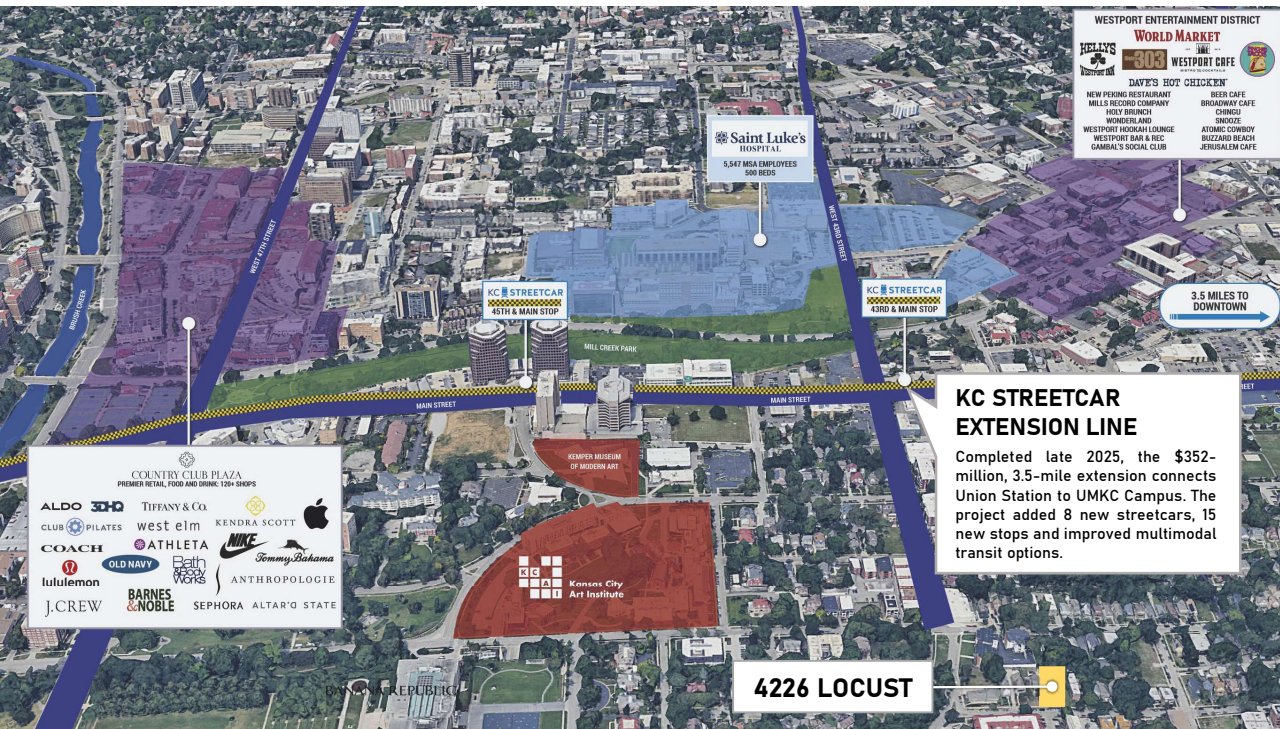 WESTPORT ENTERTAINMENT DISTRICT
WORLD MARKET
KELLY'S
WESTPORT INN
303
WESTPORT CAFE
BISTRO & COCKTAILS
DAVE'S HOT CHICKEN
NEW PEKING RESTAURANT
MILLS RECORD COMPANY
HOLY BRUNCH
WONDERLAND
WESTPORT HOOKAH LOUNGE
WESTPORT BAR & REC
GAMBAL'S SOCIAL CLUB
BEER CAFE
BROADWAY CAFE
CHINGU
SNOOZE
ATOMIC COWBOY
BUZZARD BEACH
JERUSALEM CAFE
Saint Luke's
HOSPITAL
5,547 MSA EMPLOYEES
500 BEDS
WEST 47TH STREET
WEST 43RD STREET
BRUSH CREEK
KC STREETCAR
45TH & MAIN STOP
KC STREETCAR
43RD & MAIN STOP
3.5 MILES TO
DOWNTOWN
MILL CREEK PARK
MAIN STREET
MAIN STREET
REET
KC STREETCAR
EXTENSION LINE
Completed late 2025, the $352-
million, 3.5-mile extension connects
Union Station to UMKC Campus. The
project added 8 new streetcars, 15
new stops and improved multimodal
transit options.
KEMPER MUSEUM
OF MODERN ART
COUNTRY CLUB PLAZA
PREMIER RETAIL, FOOD AND DRINK: 120+ SHOPS
ALDO
3DHQ
TIFFANY & CO.
KENDRA SCOTT
CLUB PILATES
west elm
COACH
ATHLETA
NIKE
Tommy Bahama
lululemon
OLD NAVY
Bath
& Body
Works
ANTHROPOLOGIE
J.CREW
BARNES
&NOBLE
SEPHORA
ALTAR'D STATE
KCAI
Kansas City
Art Institute
BANANA REPUBLIC
4226 LOCUST